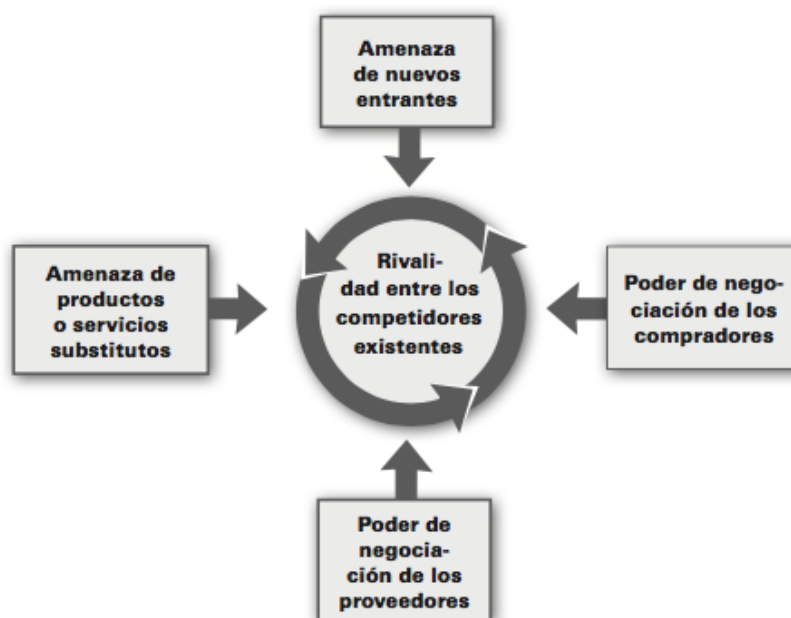 Amenaza
de nuevos
entrantes
Amenaza de
productos
o servicios
substitutos
Rivali-
dad entre los
competidores
existentes
Poder de nego-
ciación de los
compradores
Poder de
negocia-
ción de los
proveedores